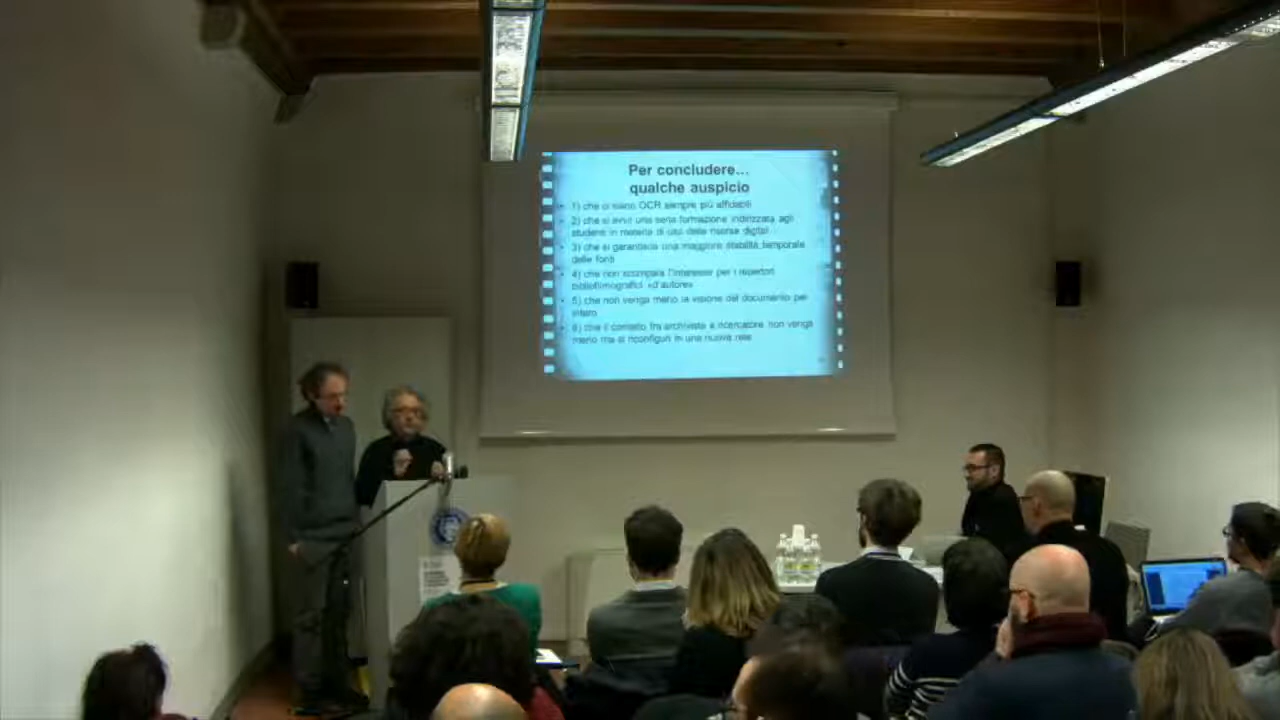 Per concludere...
qualche auspicio
1) che ci siano OCR sempre più affidabili
2) che si avvii una seria formazione indirizzata agli
studenti in materia di uso delle risorse digitali
3) che si garantisca una maggiore stabilità temporale
delle fonti
4) che non scompaia l'interesse per i repertori
bibliofilmografici «d'autore»
5) che non venga meno la visione del documento per
intero
6) che il contatto fra archivista e ricercatore non venga
meno ma si riconfiguri in una nuova rete